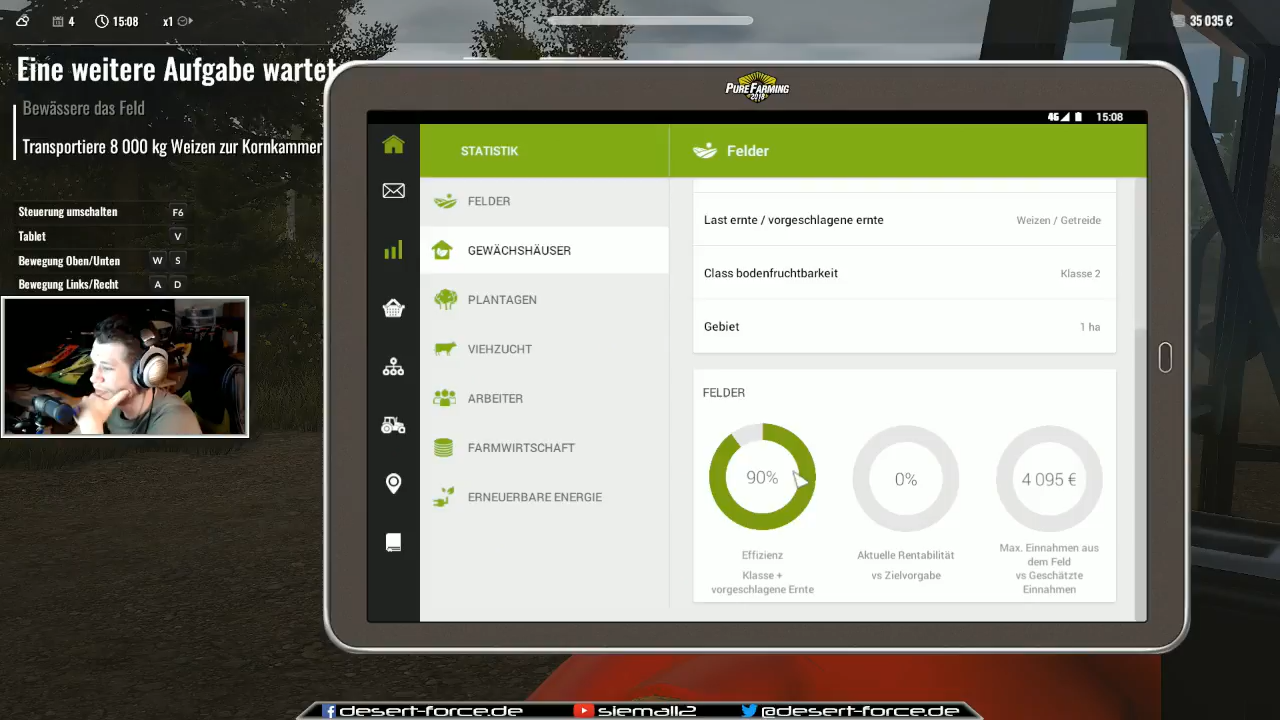 4
15:08
x1
35 035 €
Eine weitere Aufgabe wartet
Bewässere das Feld
Transportiere 8 000 kg Weizen zur Kornkammer
Steuerung umschalten F6
Tablet V
Bewegung Oben/Unten W S
Bewegung Links/Recht A D
PURE FARMING
2018
4G 15:08
STATISTIK
Felder
FELDER
GEWÄCHSHÄUSER
PLANTAGEN
VIEHZUCHT
ARBEITER
FARMWIRTSCHAFT
ERNEUERBARE ENERGIE
Last ernte / vorgeschlagene ernte Weizen / Getreide
Class bodenfruchtbarkeit Klasse 2
Gebiet 1 ha
FELDER
90%
Effizienz
Klasse +
vorgeschlagene Ernte
0%
Aktuelle Rentabilität
vs Zielvorgabe
4 095 €
Max. Einnahmen aus
dem Feld
vs Geschätzte
Einnahmen
desert-force.de
siemall2
@desert-force.de